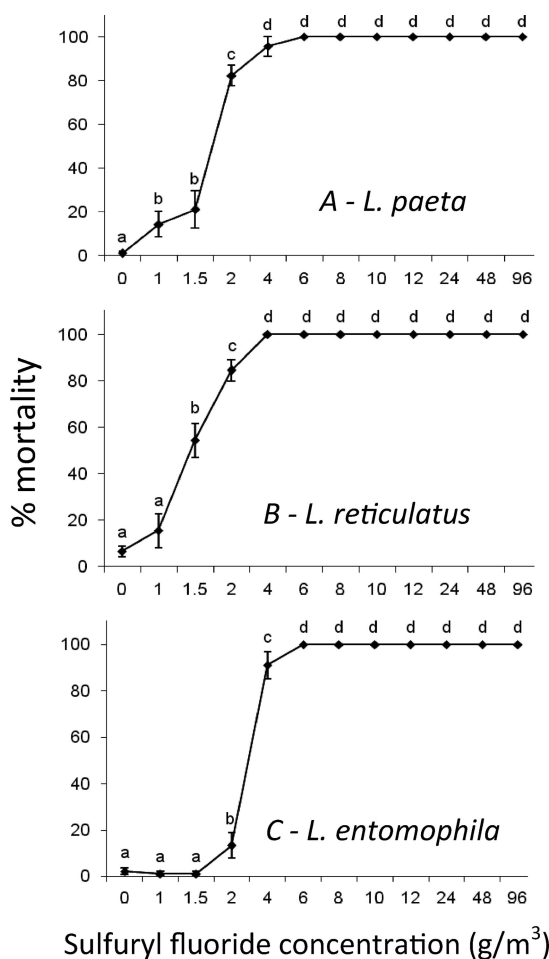 d d d d d d d d
c
100
80
60
40
b
b
20
A - L. paeta
a
0
0 1 1.5 2 4 6 8 10 12 24 48 96
d d d d d d d d
c
100
80
b
60
40
a
a
20
B - L. reticulatus
0
0 1 1.5 2 4 6 8 10 12 24 48 96
% mortality
d d d d d d d
c
100
80
60
40
b
20
C - L. entomophila
a a a
0
0 1 1.5 2 4 6 8 10 12 24 48 96
Sulfuryl fluoride concentration (g/m³)